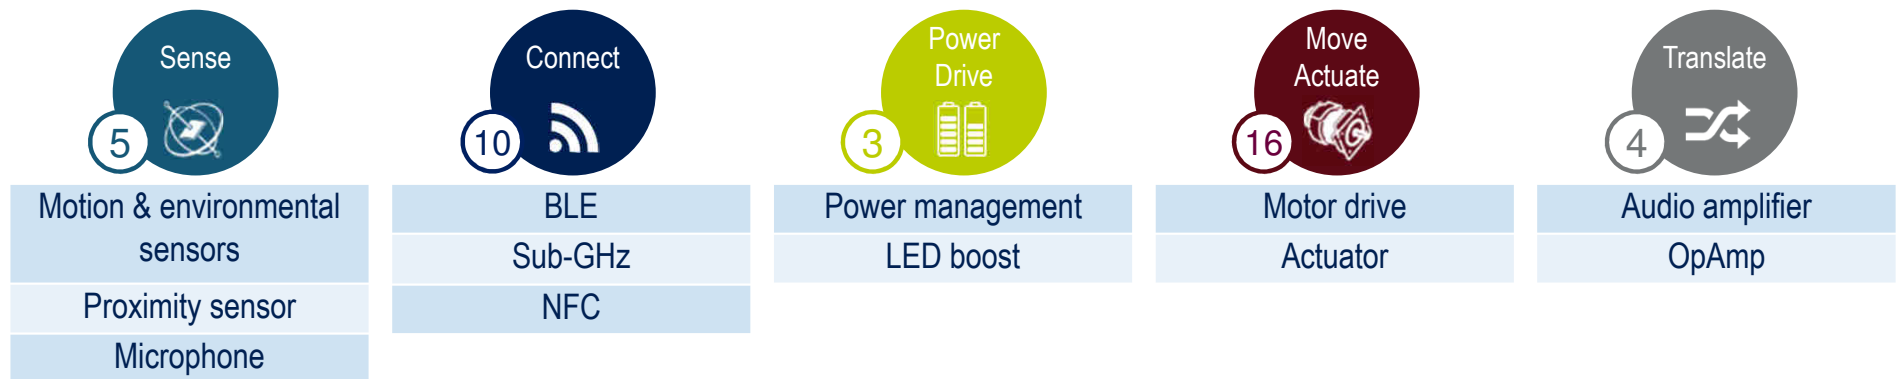 Sense
5
Motion & environmental
sensors
Proximity sensor
Microphone
Connect
10
BLE
Sub-GHz
NFC
Power
Drive
3
Power management
LED boost
Move
Actuate
16
Motor drive
Actuator
Translate
4
Audio amplifier
OpAmp